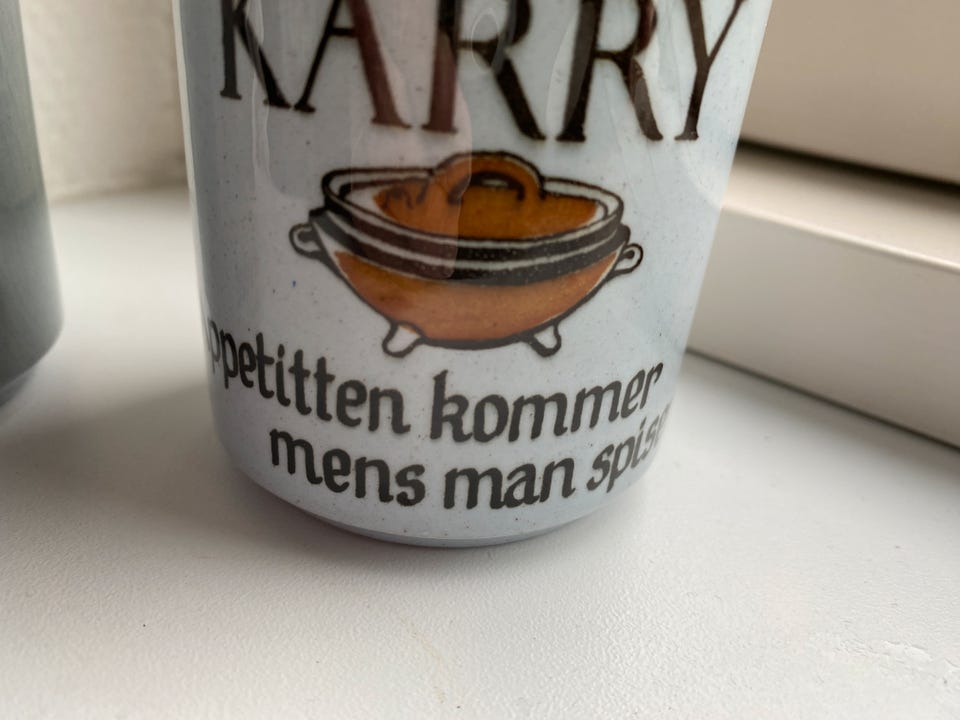 KARRY
ppetitten kommer
mens man spise